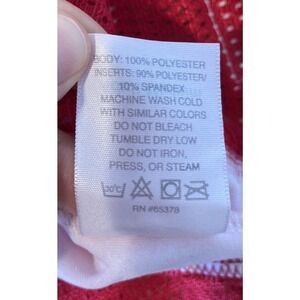 BODY: 100% POLYESTER
INSERTS: 90% POLYESTER/
10% SPANDEX
MACHINE WASH COLD
WITH SIMILAR COLORS
DO NOT BLEACH
TUMBLE DRY LOW
DO NOT IRON,
PRESS, OR STEAM
30°C
RN #65378